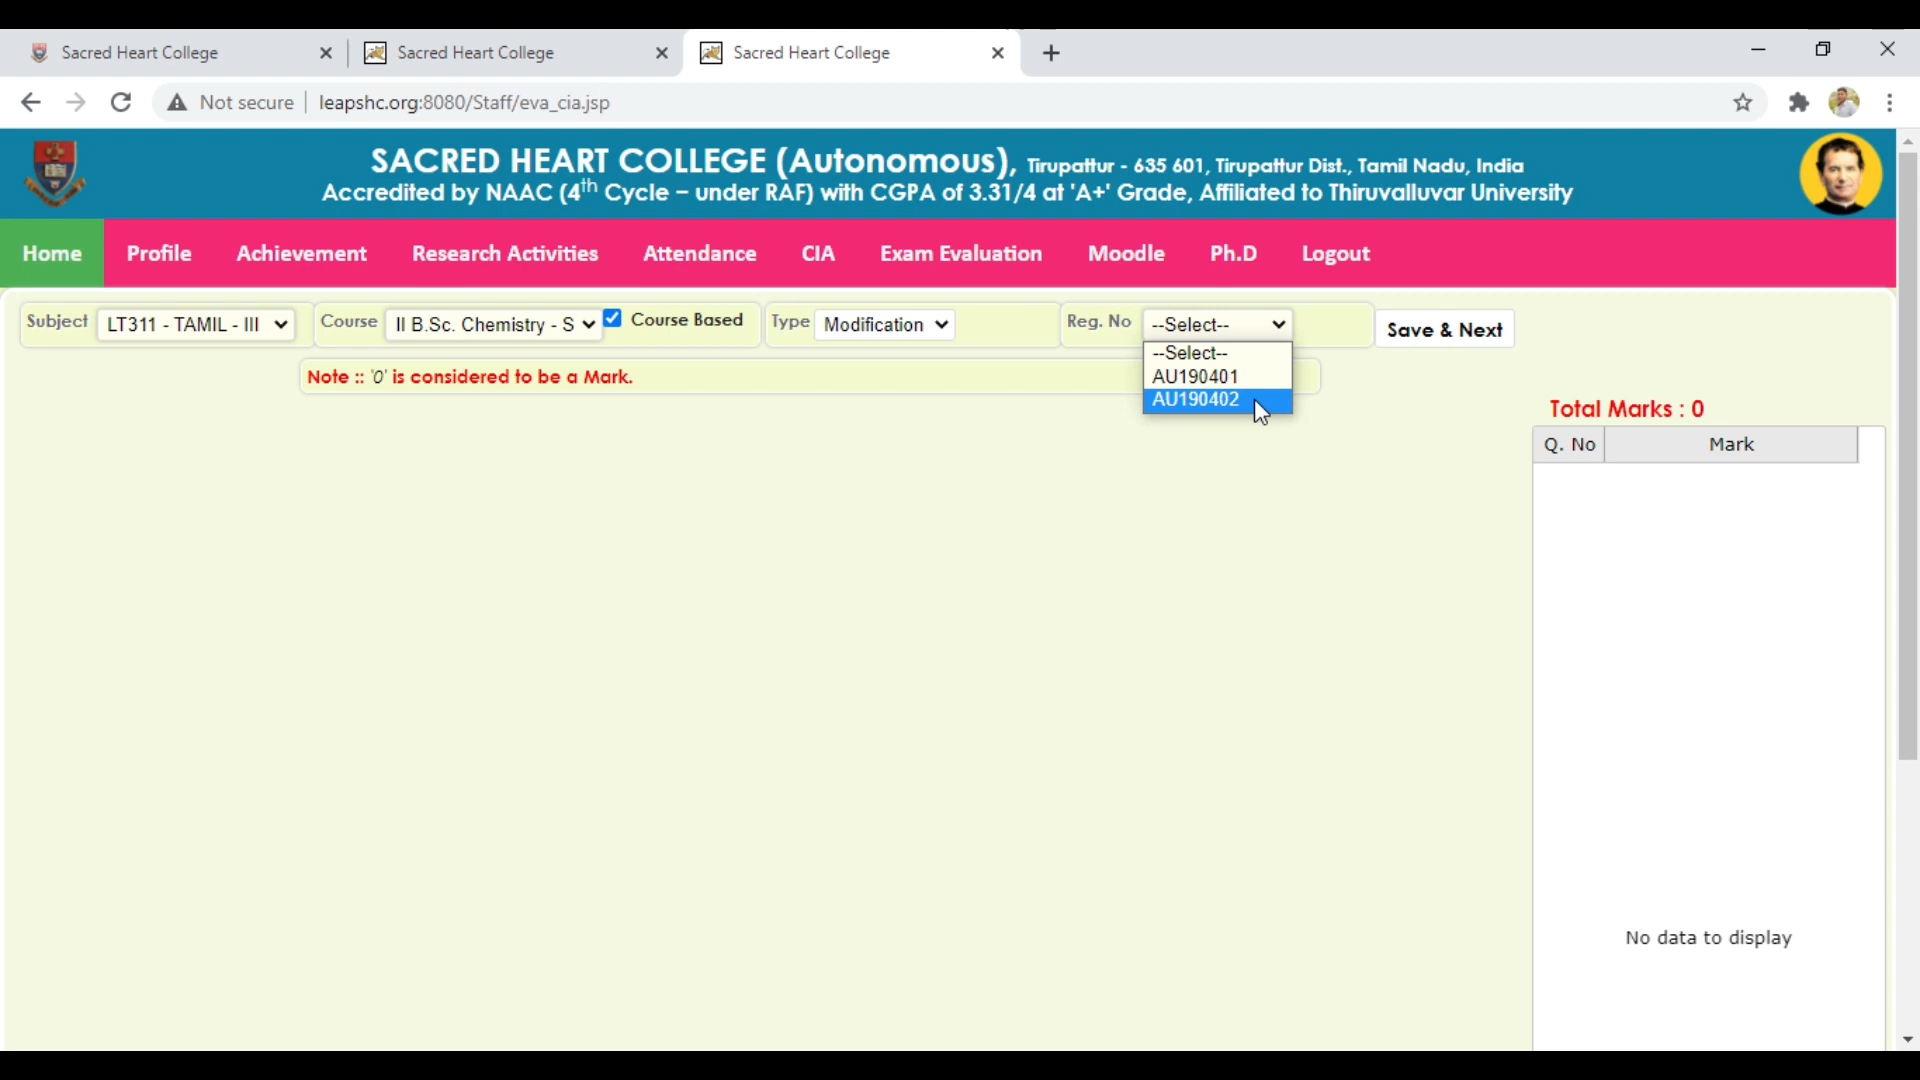 Sacred Heart College
Sacred Heart College
Sacred Heart College
Not secure
leapshc.org:8080/Staff/eva_cia.jsp
SACRED HEART COLLEGE (Autonomous), Tirupattur - 635 601, Tirupattur Dist., Tamil Nadu, India
Accredited by NAAC (4th Cycle – under RAF) with CGPA of 3.31/4 at 'A+' Grade, Affiliated to Thiruvalluvar University
Home Profile Achievement Research Activities Attendance CIA Exam Evaluation Moodle Ph.D Logout
Subject LT311 - TAMIL - III Course II B.Sc. Chemistry - S Course Based Type Modification Reg. No --Select-- Save & Next
--Select--
AU190401
AU190402
Note :: '0' is considered to be a Mark.
Total Marks : 0
Q. No Mark
No data to display